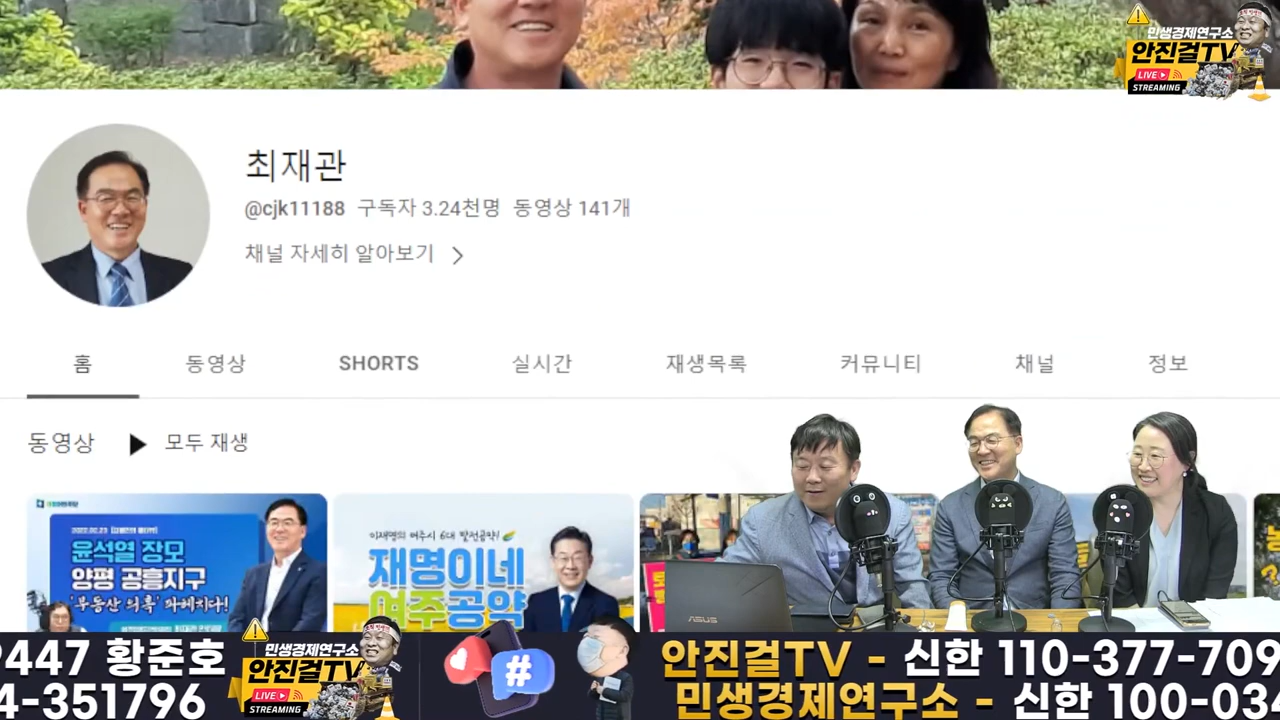 민생경제연구소
안진걸TV
LIVE
STREAMING
최재관
@cjk11188 구독자 3.24천명 동영상 141개
채널 자세히 알아보기
홈 동영상 SHORTS 실시간 재생목록 커뮤니티 채널 정보
동영상 모두 재생
윤석열 장모
양평 공흥지구
'부동산 의혹' 파헤치다!
이재명의 여주시 6대 발전공약!
재명이네
여주공약
ASUS
447 황준호
4-351796
민생경제연구소
안진걸TV
LIVE
STREAMING
#
안진걸TV - 신한 110-377-709
민생경제연구소 - 신한 100-034